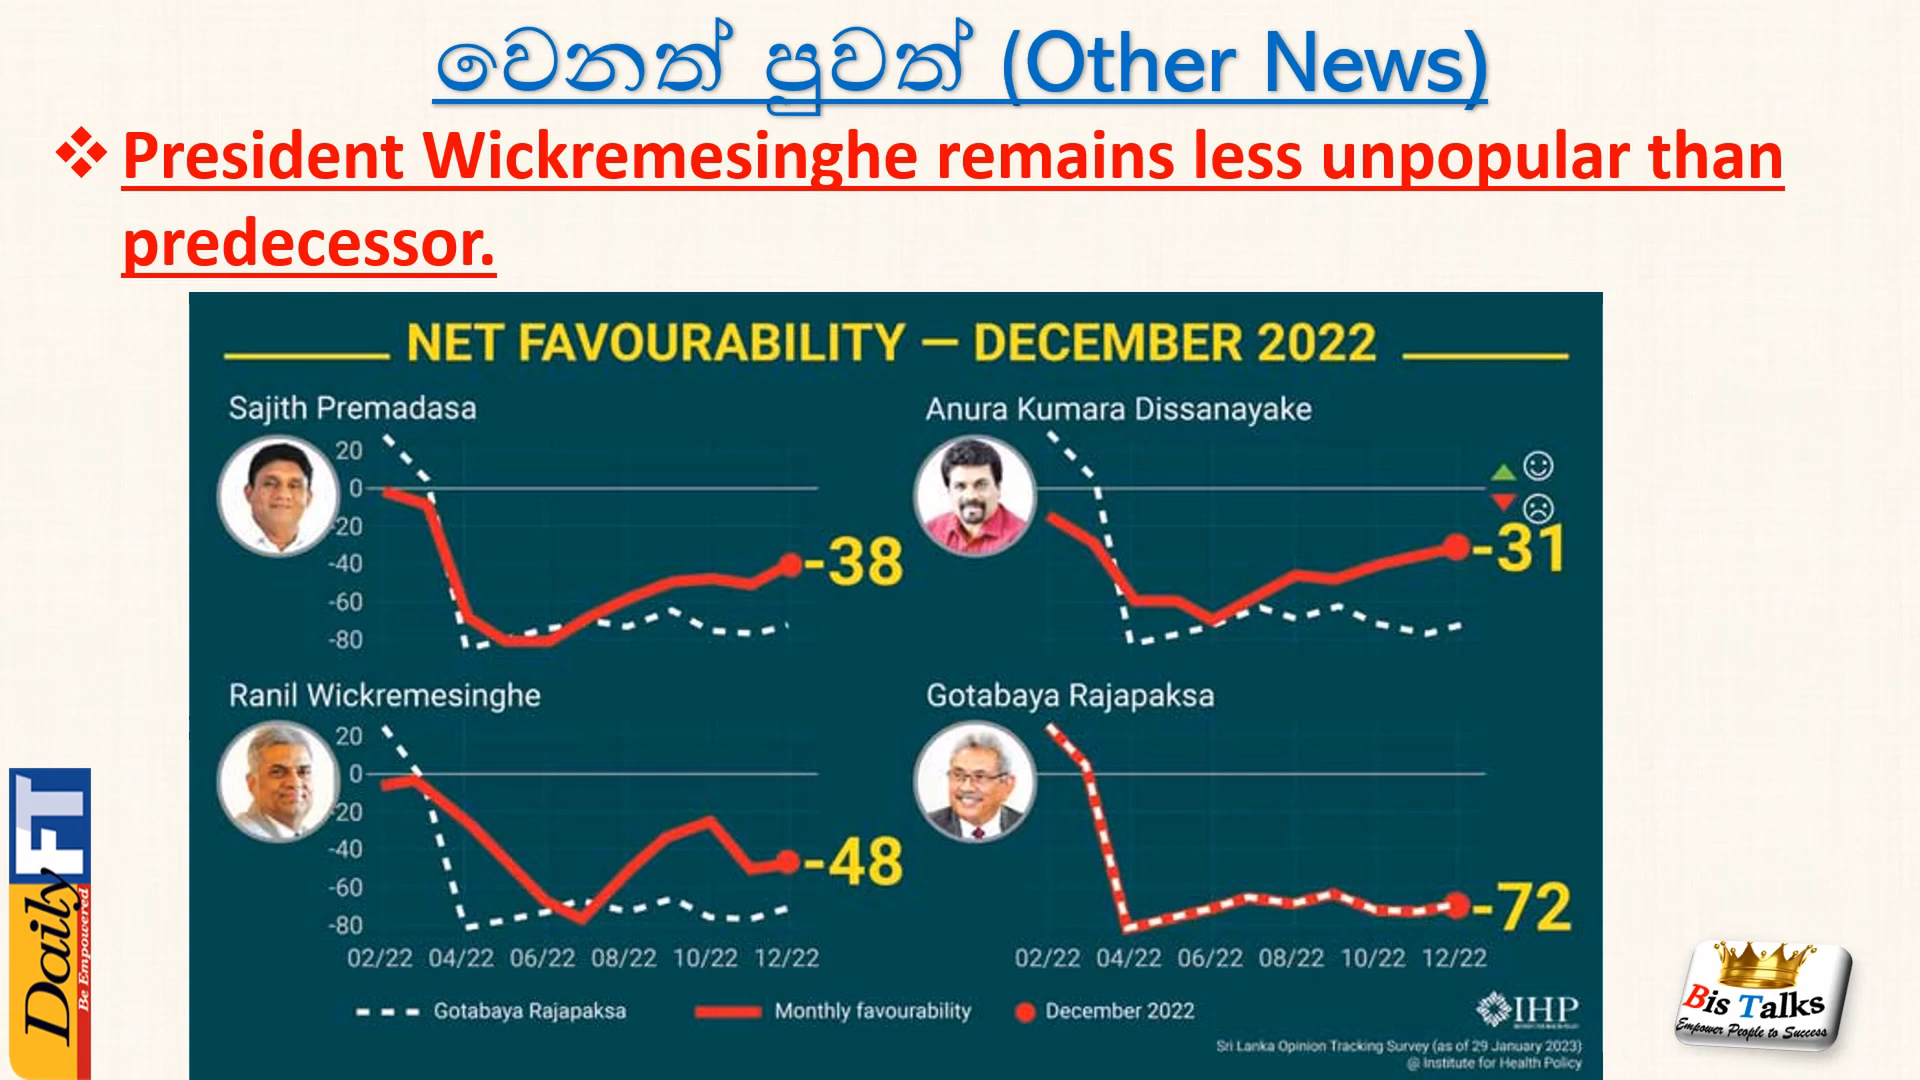 වෙනත් පුවත් (Other News)
❖ President Wickremesinghe remains less unpopular than
predecessor.
NET FAVOURABILITY — DECEMBER 2022
Sajith Premadasa
20
0
-20
-40
-60
-80
-38
Anura Kumara Dissanayake
-31
Ranil Wickremesinghe
20
0
-20
-40
-60
-80
-48
02/22 04/22 06/22 08/22 10/22 12/22
Gotabaya Rajapaksa
-72
02/22 04/22 06/22 08/22 10/22 12/22
Gotabaya Rajapaksa Monthly favourability December 2022
IHP
Sri Lanka Opinion Tracking Survey (as of 29 January 2023)
@ Institute for Health Policy
Daily FT
Be Empowered
Bis Talks
Empower People to Success